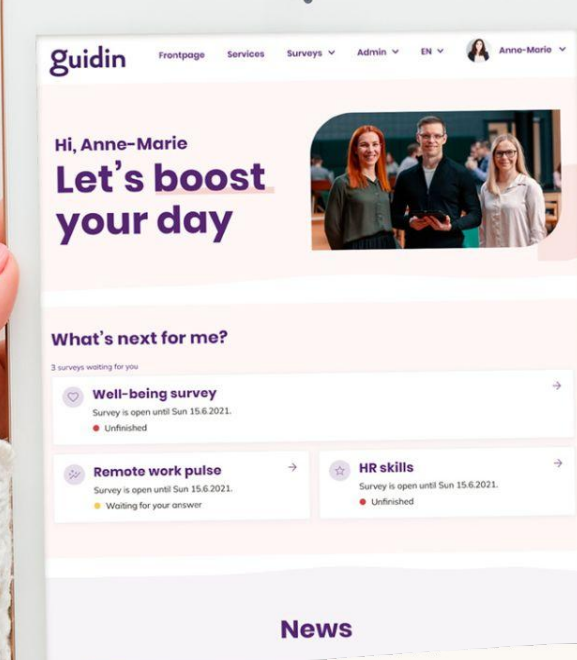 guidin
Frontpage Services Surveys Admin EN Anne-Marie
Hi, Anne-Marie
Let's boost
your day
What's next for me?
3 surveys waiting for you
Well-being survey
Survey is open until Sun 15.6.2021.
Unfinished
Remote work pulse
Survey is open until Sun 15.6.2021.
Waiting for your answer
HR skills
Survey is open until Sun 15.6.2021.
Unfinished
News